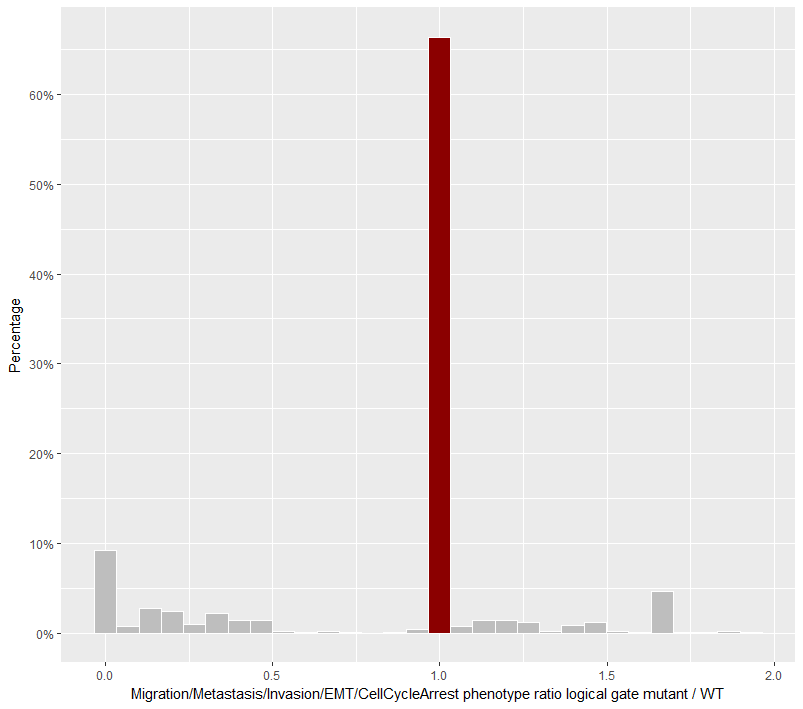 60%
50%
40%
30%
20%
10%
0%
Percentage
0.0 0.5 1.0 1.5 2.0
Migration/Metastasis/Invasion/EMT/CellCycleArrest phenotype ratio logical gate mutant / WT